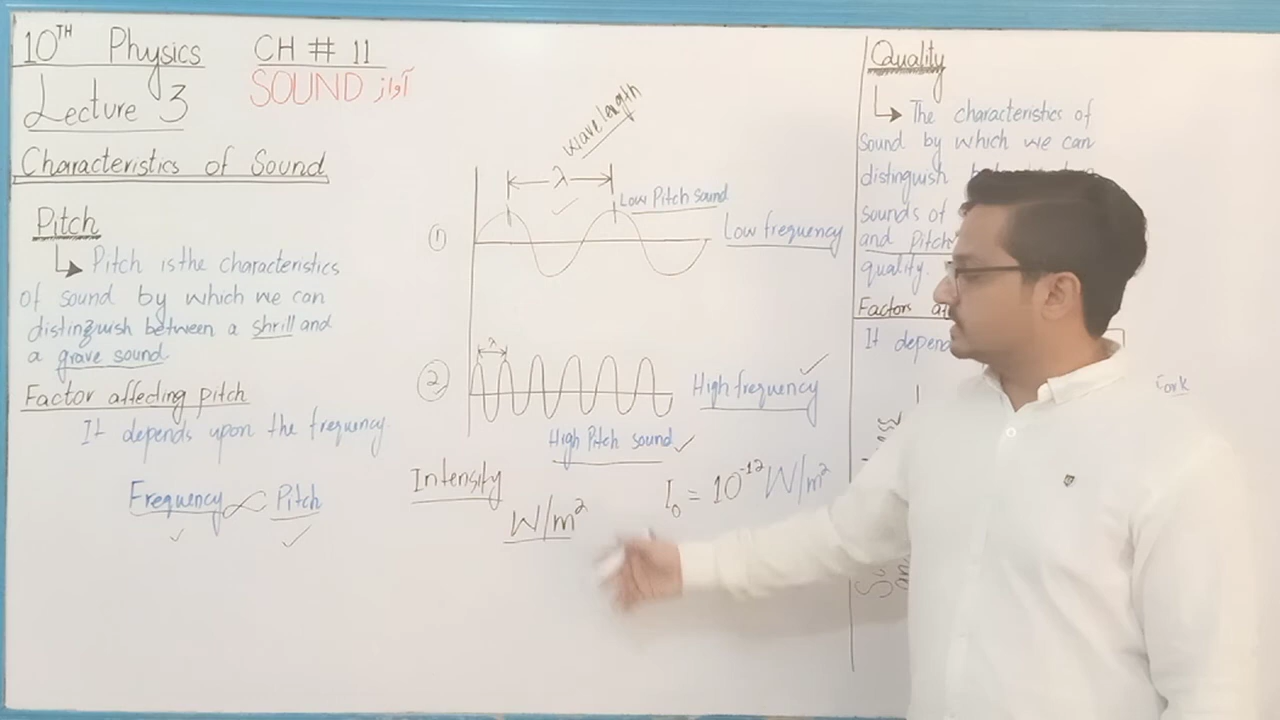 10TH Physics CH # 11
Lecture 3 SOUND آواز
Characteristics of Sound
Pitch
Pitch is the characteristics
of sound by which we can
distinguish between a shrill and
a grave sound.
Factor affecting pitch
It depends upon the frequency.
Frequency ∝ Pitch
wave length
λ
Low Pitch sound
1 Low frequency
λ
2 High frequency
High Pitch sound
Intensity
W/m²
I₀ = 10⁻¹² W/m²
Quality
The characteristics of
Sound by which we can
distinguish
sounds of
and Pitch
quality.
Factors
It depend